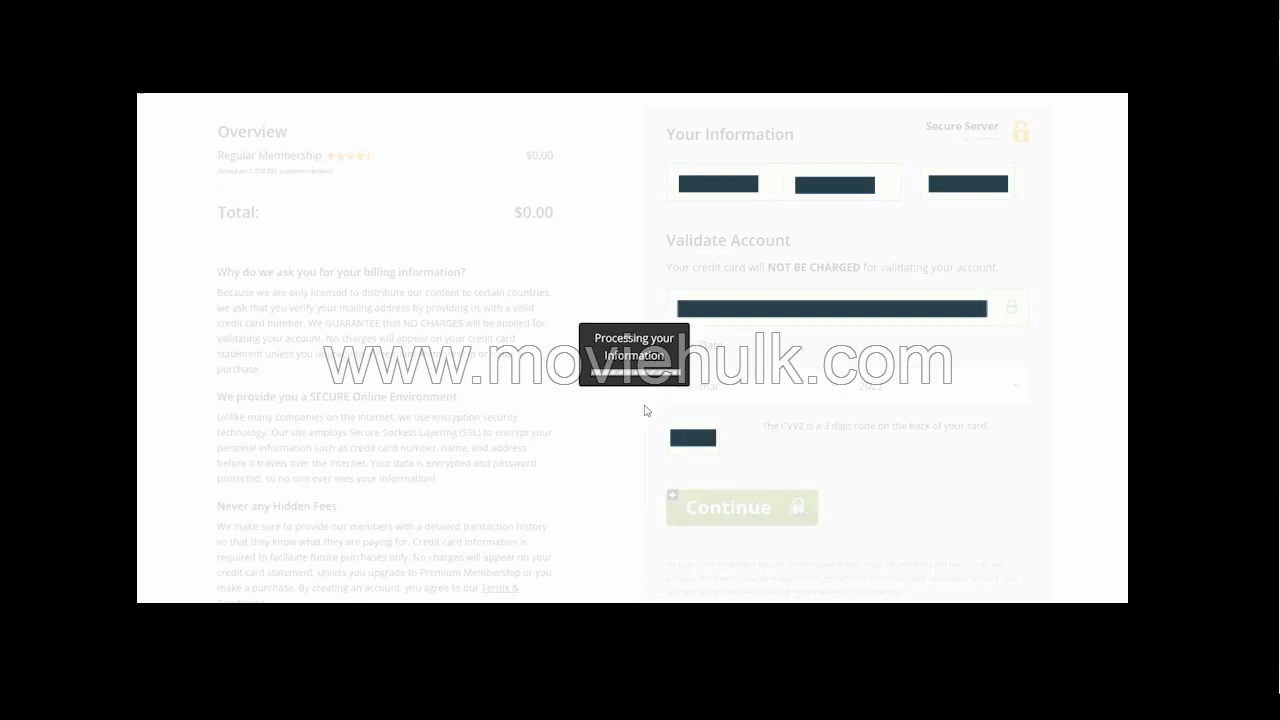 Overview
Regular Membership $0.00
Total: $0.00
Why do we ask you for your billing information?
Because we are only licensed to distribute our content to certain countries,
we ask that you verify your mailing address by providing us with a valid
credit card number. We GUARANTEE that NO CHARGES will be applied for
validating your account. No charges will appear on your credit card
statement unless you
purchase
We provide you a SECURE Online Environment
Unlike many companies on the Internet, we use encryption security
technology. Our site employs Secure Sockets Layering (SSL) to encrypt your
personal information such as credit card number, name, and address
before it travels over the internet. Your data is encrypted and password-
protected, so no one ever sees your information!
Never any Hidden Fees
We make sure to provide our members with a detailed transaction history
so that they know what they are paying for. Credit card information is
required to facilitate future purchases only. No charges will appear on your
credit card statement, unless you upgrade to Premium Membership or you
make a purchase. By creating an account, you agree to our Terms &
Your Information
Secure Server
Validate Account
Your credit card will NOT BE CHARGED for validating your account.
Date
mar
Processing your
Information
www.moviehulk.com
The CVV2 is a 3 digit code on the back of your card.
Continue